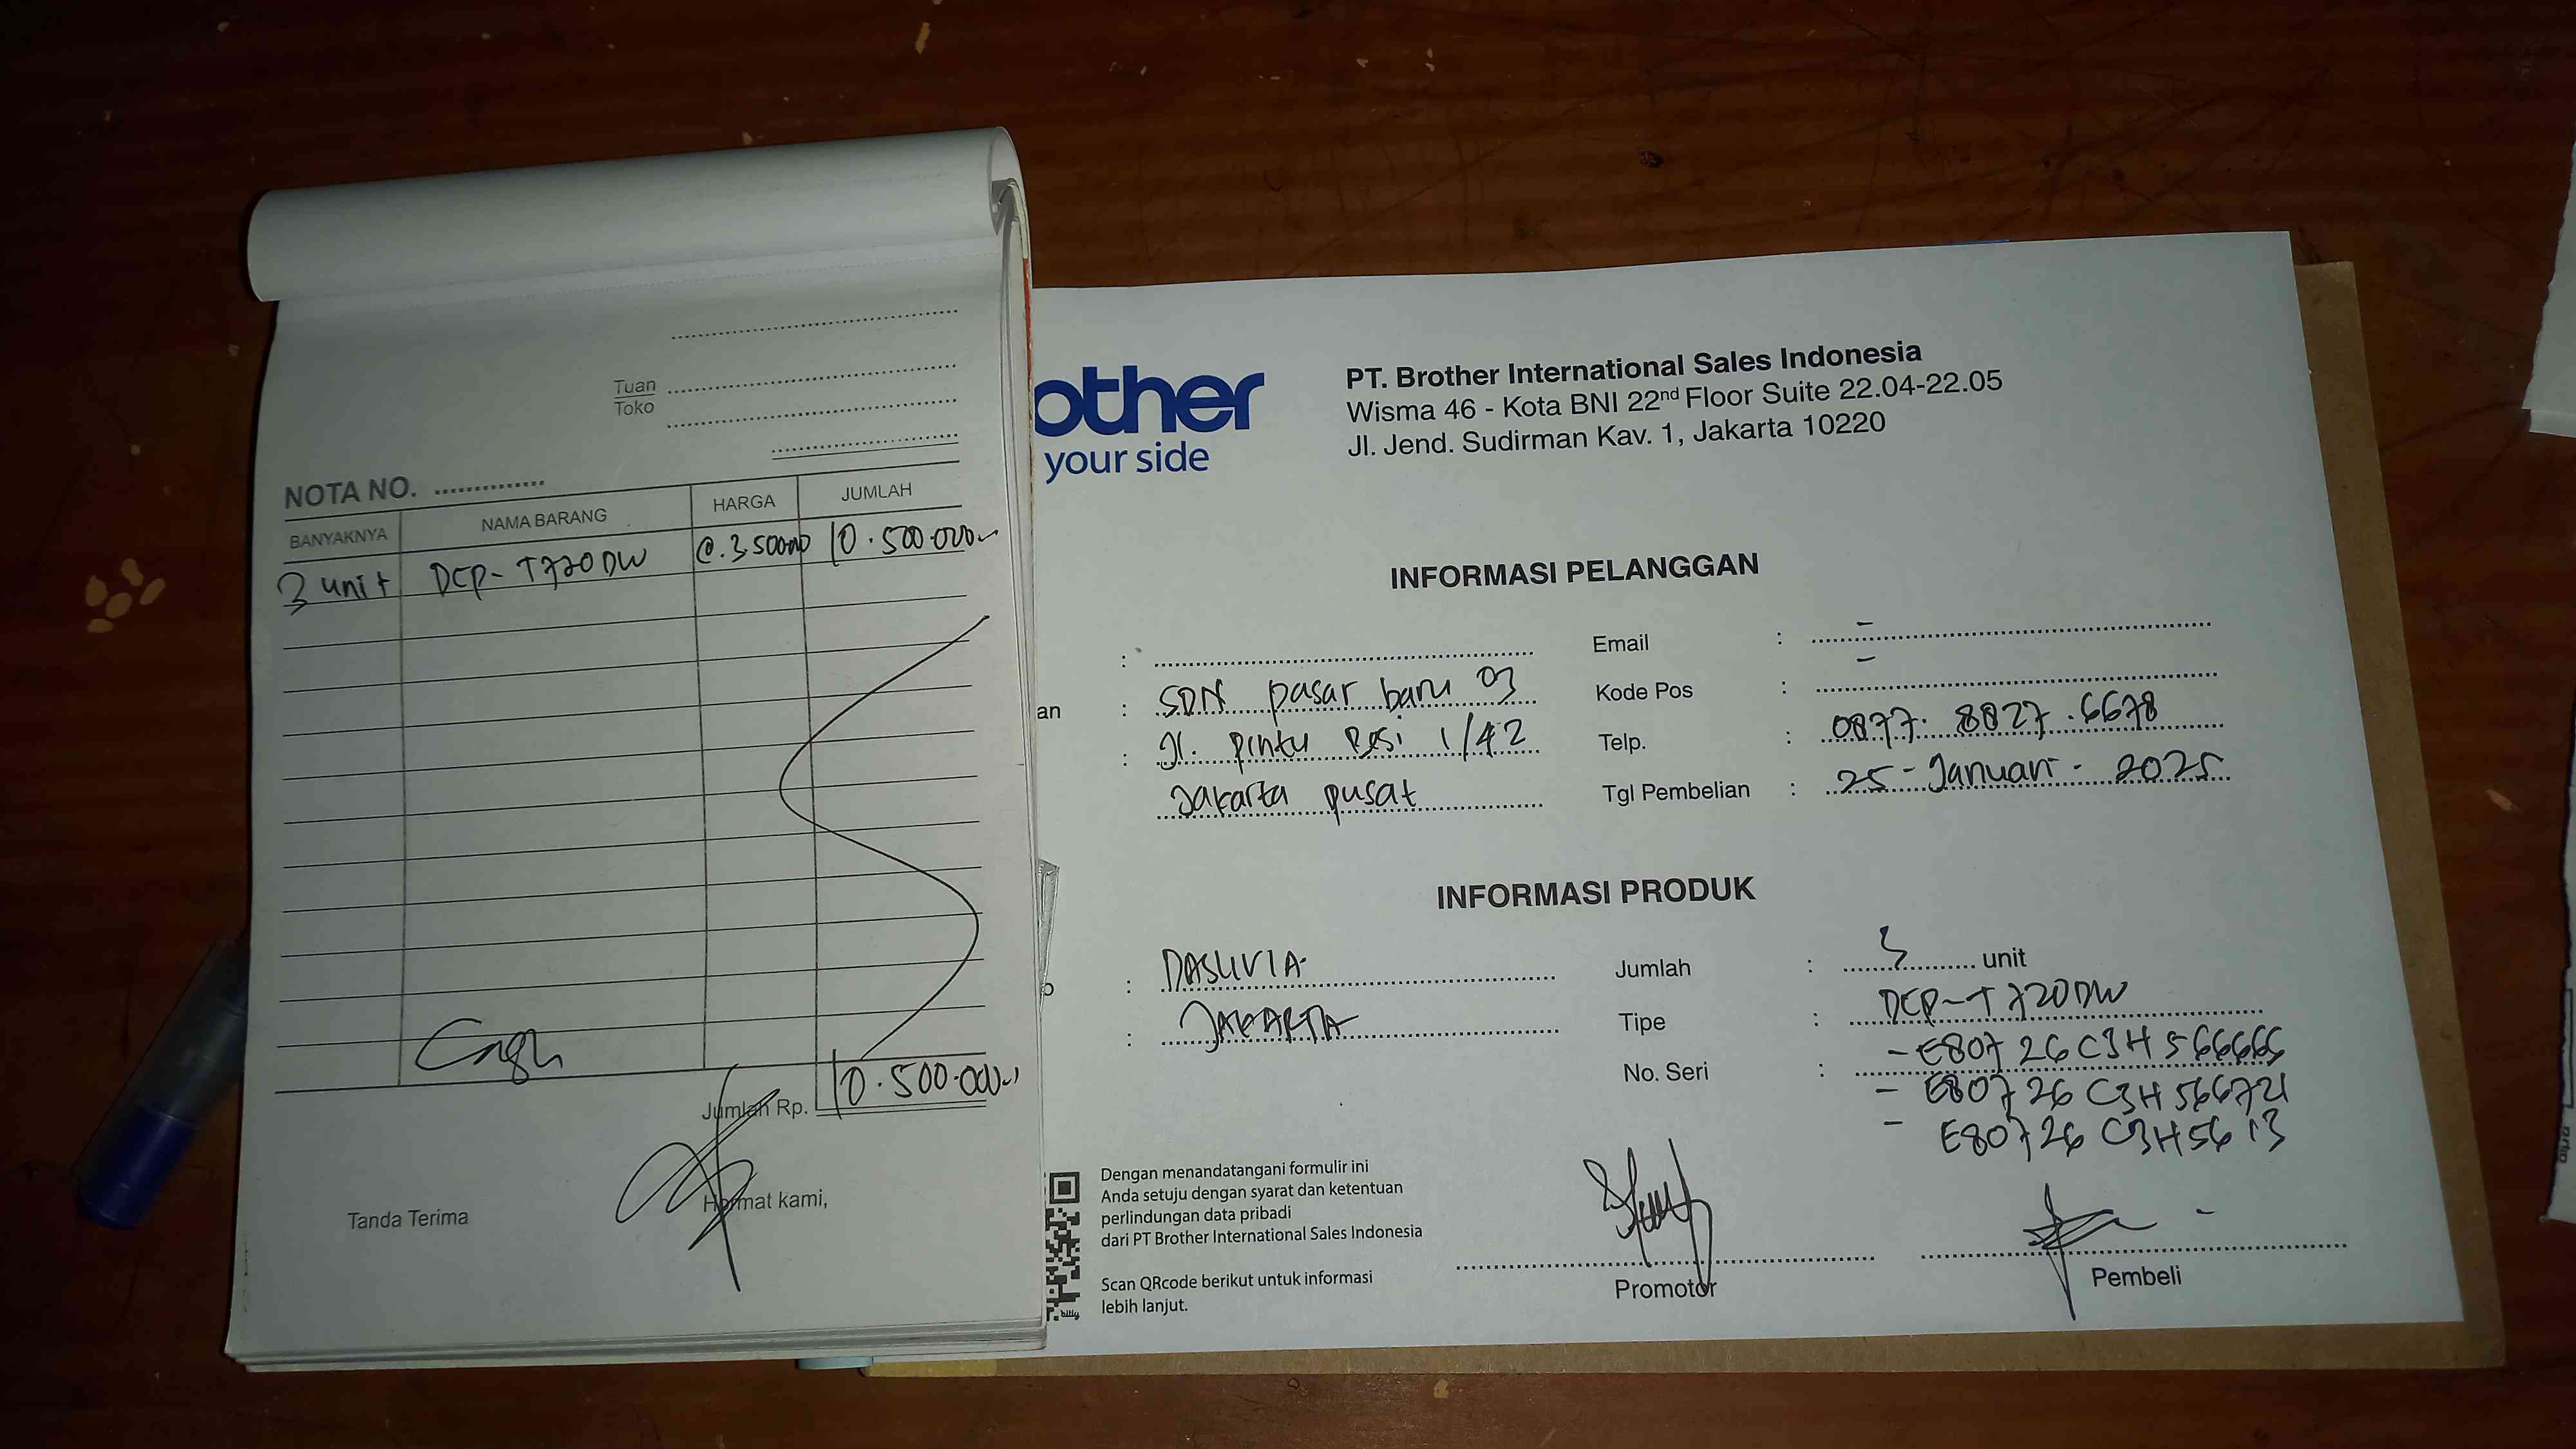 Tuan
Toko
NOTA NO. ..............
BANYAKNYA NAMA BARANG HARGA JUMLAH
3 unit DCP-T720DW @.3.500.000 10.500.000
Cash
Jumlah Rp. 10.500.000
Tanda Terima Hormat kami,
other
your side
PT. Brother International Sales Indonesia
Wisma 46 - Kota BNI 22nd Floor Suite 22.04-22.05
Jl. Jend. Sudirman Kav. 1, Jakarta 10220
INFORMASI PELANGGAN
: Email : -
an : SDN pasar baru 03 Kode Pos : -
: Jl. pintu Besi 1/42 Telp. : 0877. 8827 .6678
Jakarta pusat Tgl Pembelian : 25 - Januari - 2025
INFORMASI PRODUK
: DASLIVIA Jumlah : 3 unit
: JAKARTA Tipe : DCP-T720DW
No. Seri :
- E80726C3H566721
Dengan menandatangani formulir ini
Anda setuju dengan syarat dan ketentuan
perlindungan data pribadi
dari PT Brother International Sales Indonesia
Scan QRcode berikut untuk informasi
lebih lanjut.
bitly
Promotor Pembeli